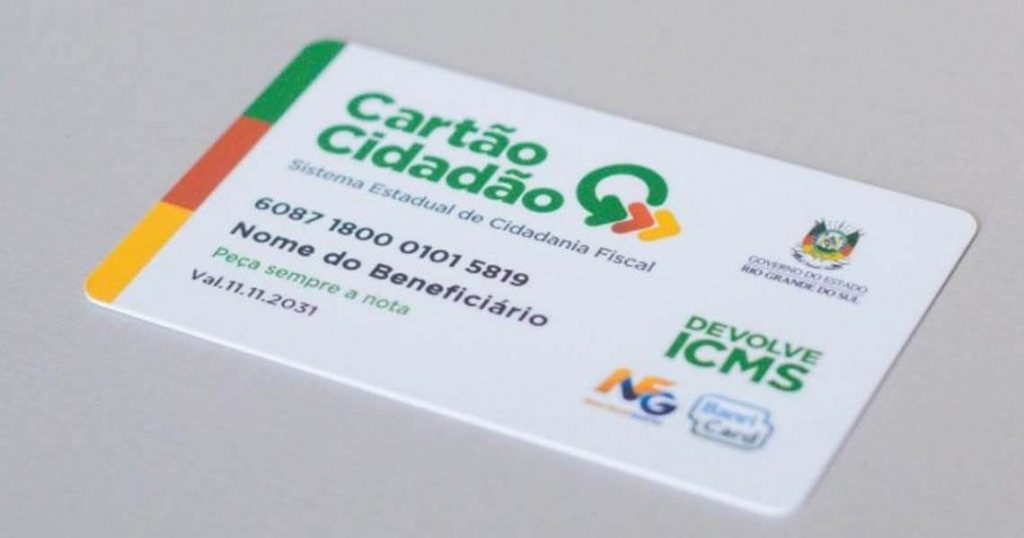 Cartão
Cidadão
Sistema Estadual de Cidadania Fiscal
6087 1800 0101 5819
Nome do Beneficiário
Peça sempre a nota
Val.11.11.2031
GOVERNO DO ESTADO
RIO GRANDE DO SUL
DEVOLVE
ICMS
NFG
Banri
Card